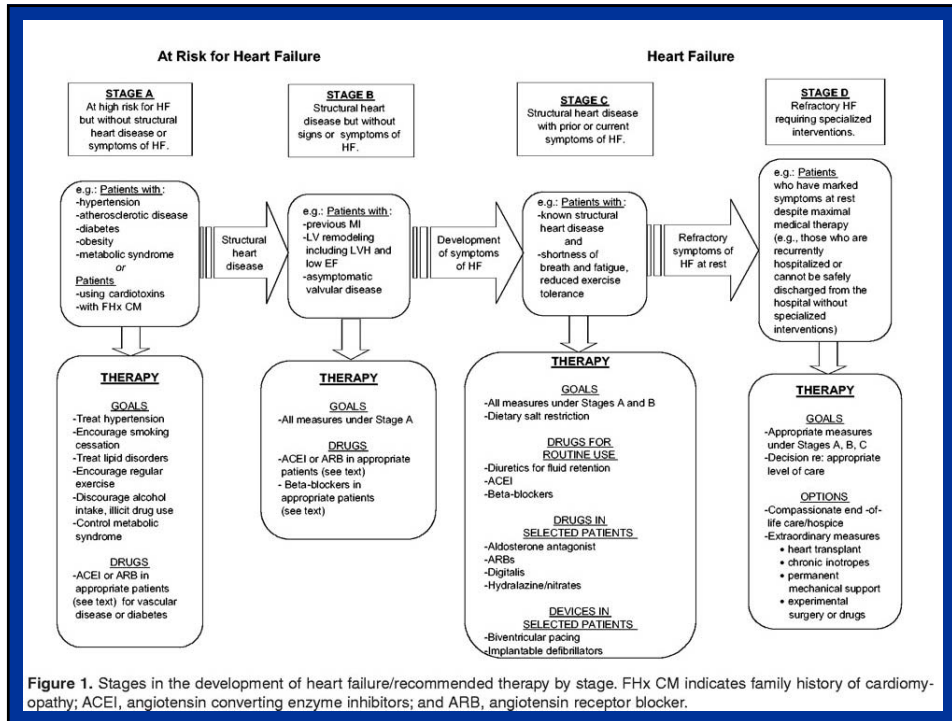 At Risk for Heart Failure
Heart Failure
STAGE A
At high risk for HF
but without structural
heart disease or
symptoms of HF.
STAGE B
Structural heart
disease but without
signs or symptoms of
HF.
STAGE C
Structural heart disease
with prior or current
symptoms of HF.
STAGE D
Refractory HF
requiring specialized
interventions.
e.g.: Patients with:
-hypertension
-atherosclerotic disease
-diabetes
-obesity
-metabolic syndrome
or
Patients
-using cardiotoxins
-with FHx CM
Structural
heart
disease
e.g.: Patients with:
-previous MI
-LV remodeling
including LVH and
low EF
-asymptomatic
valvular disease
Development
of symptoms
of HF
e.g.: Patients with:
-known structural
heart disease
and
-shortness of
breath and fatigue,
reduced exercise
tolerance
Refractory
symptoms of
HF at rest
e.g.: Patients
who have marked
symptoms at rest
despite maximal
medical therapy
(e.g., those who are
recurrently
hospitalized or
cannot be safely
discharged from the
hospital without
specialized
interventions)
THERAPY
GOALS
-Treat hypertension
-Encourage smoking
cessation
-Treat lipid disorders
-Encourage regular
exercise
-Discourage alcohol
intake, illicit drug use
-Control metabolic
syndrome
DRUGS
-ACEI or ARB in
appropriate patients
(see text) for vascular
disease or diabetes
THERAPY
GOALS
-All measures under Stage A
DRUGS
-ACEI or ARB in appropriate
patients (see text)
- Beta-blockers in
appropriate patients
(see text)
THERAPY
GOALS
-All measures under Stages A and B
-Dietary salt restriction
DRUGS FOR
ROUTINE USE
-Diuretics for fluid retention
-ACEI
-Beta-blockers
DRUGS IN
SELECTED PATIENTS
-Aldosterone antagonist
-ARBs
-Digitalis
-Hydralazine/nitrates
DEVICES IN
SELECTED PATIENTS
-Biventricular pacing
-Implantable defibrillators
THERAPY
GOALS
-Appropriate measures
under Stages A, B, C
-Decision re: appropriate
level of care
OPTIONS
-Compassionate end -of-
life care/hospice
-Extraordinary measures
• heart transplant
• chronic inotropes
• permanent
mechanical support
• experimental
surgery or drugs
Figure 1. Stages in the development of heart failure/recommended therapy by stage. FHx CM indicates family history of cardiomy-
opathy; ACEI, angiotensin converting enzyme inhibitors; and ARB, angiotensin receptor blocker.